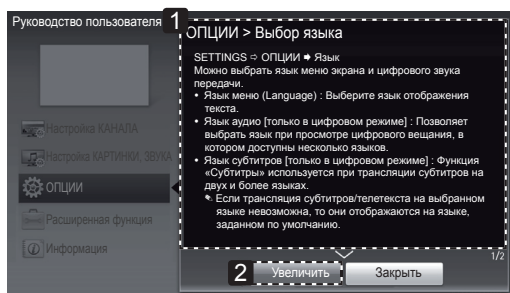 Руководство пользователя
1
ОПЦИИ > Выбор языка
SETTINGS ⇨ ОПЦИИ ➧ Язык
Можно выбрать язык меню экрана и цифрового звука
передачи.
• Язык меню (Language) : Выберите язык отображения
текста.
• Язык аудио [только в цифровом режиме] : Позволяет
выбрать язык при просмотре цифрового вещания, в
котором доступны несколько языков.
• Язык субтитров [только в цифровом режиме] : Функция
«Субтитры» используется при трансляции субтитров на
двух и более языках.
✎ Если трансляция субтитров/телетекста на выбранном
языке невозможна, то они отображаются на языке,
заданном по умолчанию.
Настройка КАНАЛА
Настройка КАРТИНКИ, ЗВУКА
ОПЦИИ
Расширенная функция
Информация
1/2
2
Увеличить
Закрыть